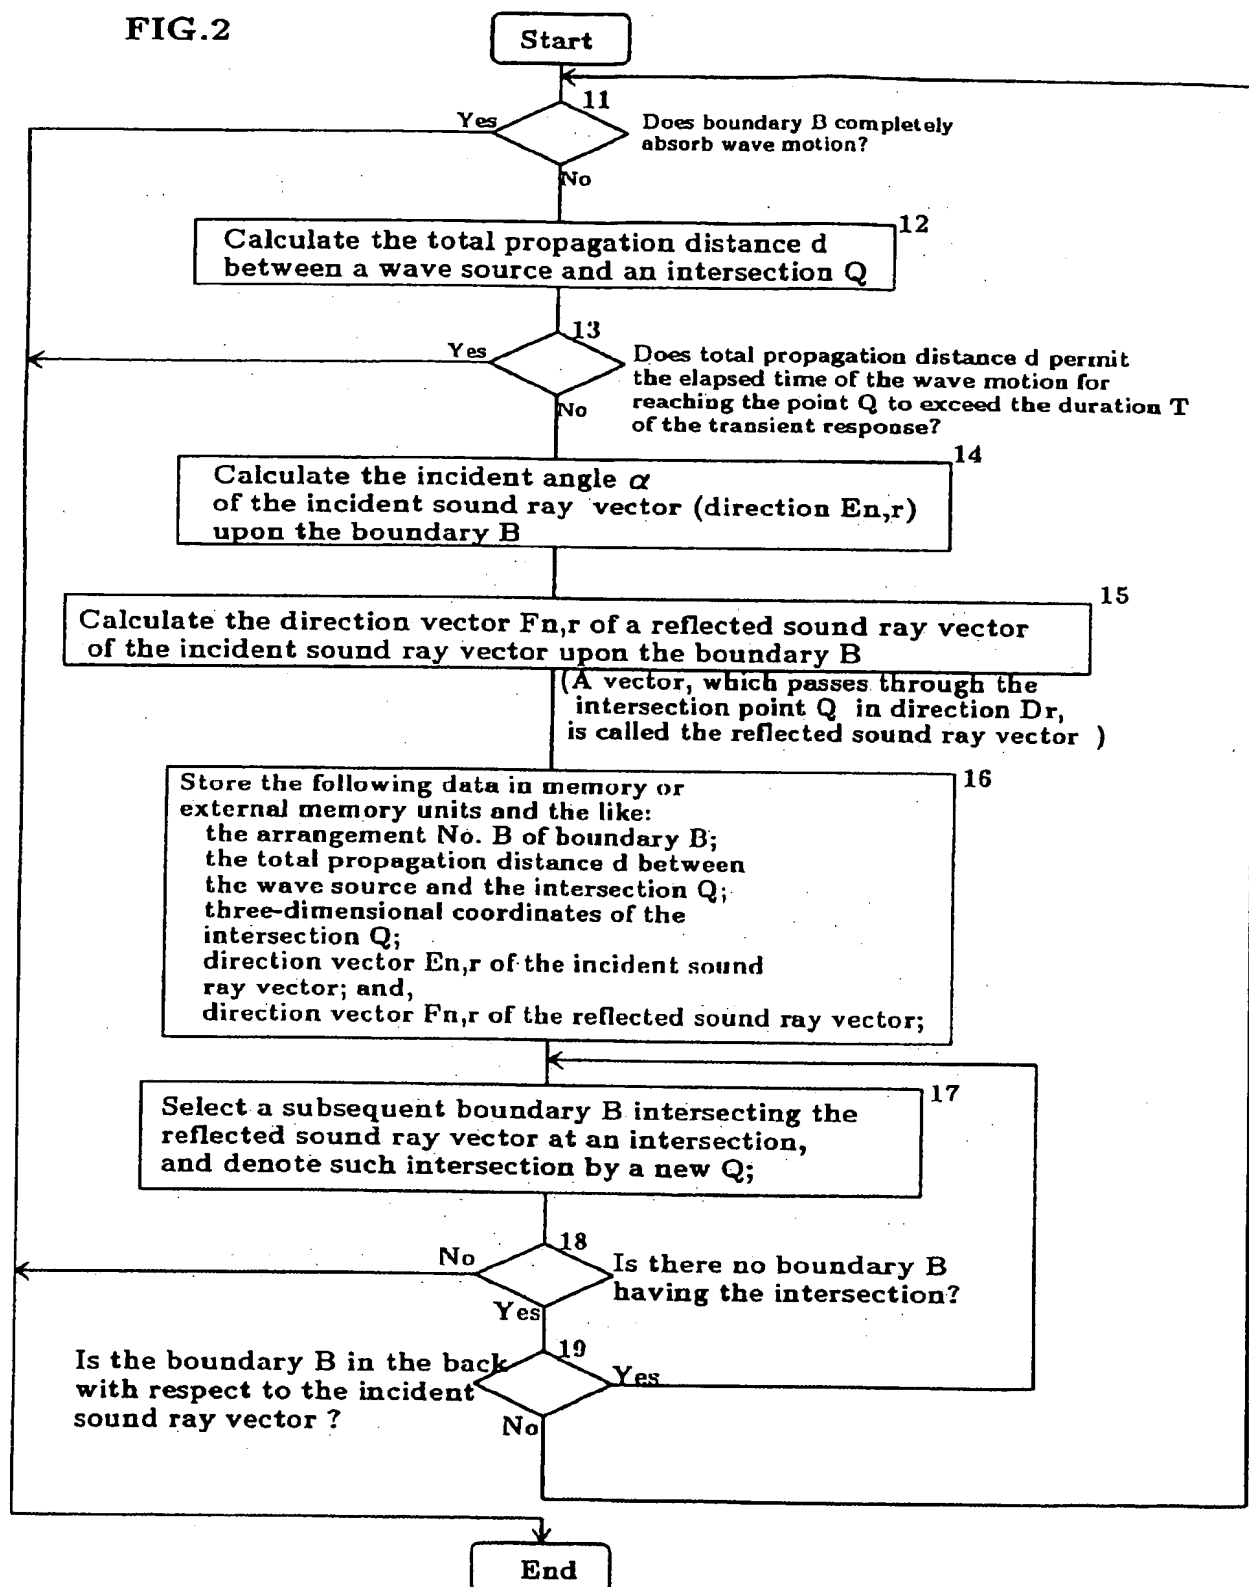 FIG.2
Start
11
Yes
Does boundary B completely
absorb wave motion?
No
12
Calculate the total propagation distance d
between a wave source and an intersection Q
13
Yes
Does total propagation distance d permit
the elapsed time of the wave motion for
reaching the point Q to exceed the duration T
of the transient response?
No
14
Calculate the incident angle α
of the incident sound ray vector (direction En,r)
upon the boundary B
15
Calculate the direction vector Fn,r of a reflected sound ray vector
of the incident sound ray vector upon the boundary B
(A vector, which passes through the
intersection point Q in direction Dr,
is called the reflected sound ray vector )
16
Store the following data in memory or
external memory units and the like:
the arrangement No. B of boundary B;
the total propagation distance d between
the wave source and the intersection Q;
three-dimensional coordinates of the
intersection Q;
direction vector En,r of the incident sound
ray vector; and,
direction vector Fn,r of the reflected sound ray vector;
17
Select a subsequent boundary B intersecting the
reflected sound ray vector at an intersection,
and denote such intersection by a new Q;
18
No
Is there no boundary B
having the intersection?
Yes
19
Is the boundary B in the back
with respect to the incident
sound ray vector ?
Yes
No
End